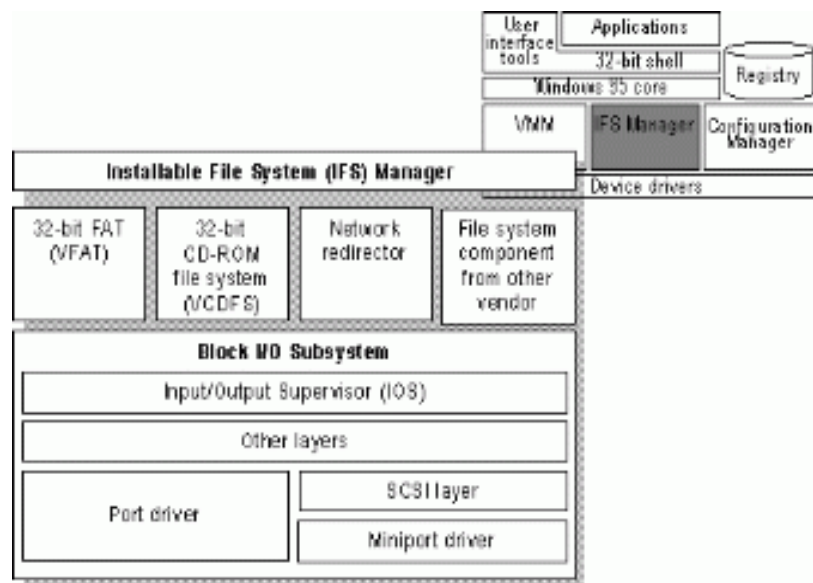 User
interface
tools
Applications
32-bit shell
Windows 95 core
Registry
VMM
IFS Manager
Configuration
Manager
Device drivers
Installable File System (IFS) Manager
32-bit FAT
(VFAT)
32-bit
CD-ROM
file system
(VCDFS)
Network
redirector
File system
component
from other
vendor
Block I/O Subsystem
Input/Output Supervisor (IOS)
Other layers
Port driver
SCSI layer
Miniport driver